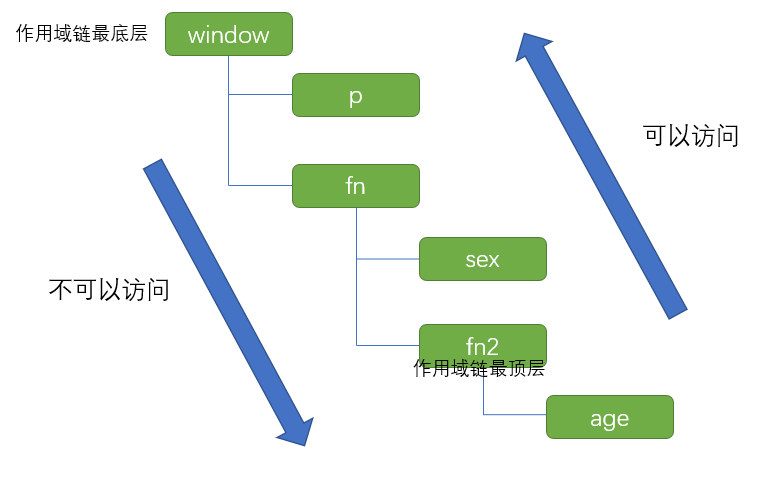 作用域链最底层
window
p
可以访问
fn
sex
不可以访问
fn2
作用域链最顶层
age